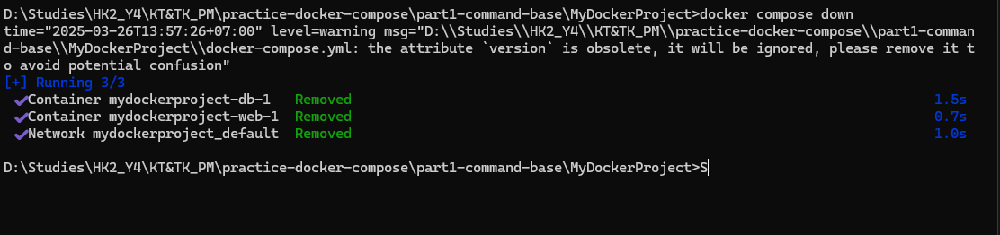 D:\Studies\HK2_Y4\KT&TK_PM\practice-docker-compose\part1-command-base\MyDockerProject>docker compose down
time="2025-03-26T13:57:26+07:00" level=warning msg="D:\\Studies\\HK2_Y4\\KT&TK_PM\\practice-docker-compose\\part1-comman
d-base\\MyDockerProject\\docker-compose.yml: the attribute `version` is obsolete, it will be ignored, please remove it t
o avoid potential confusion"
[+] Running 3/3
✔Container mydockerproject-db-1 Removed 1.5s
✔Container mydockerproject-web-1 Removed 0.7s
✔Network mydockerproject_default Removed 1.0s
D:\Studies\HK2_Y4\KT&TK_PM\practice-docker-compose\part1-command-base\MyDockerProject>S